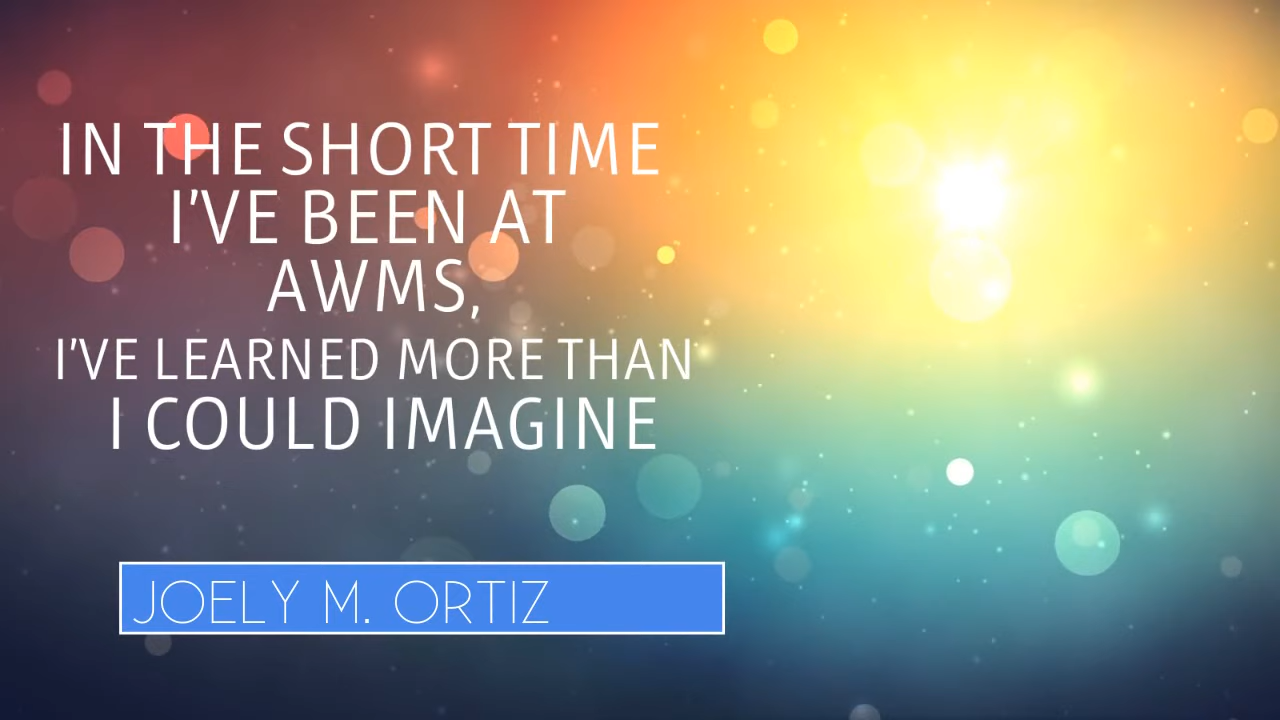 IN THE SHORT TIME
I'VE BEEN AT
AWMS,
I'VE LEARNED MORE THAN
I COULD IMAGINE
JOELY M. ORTIZ